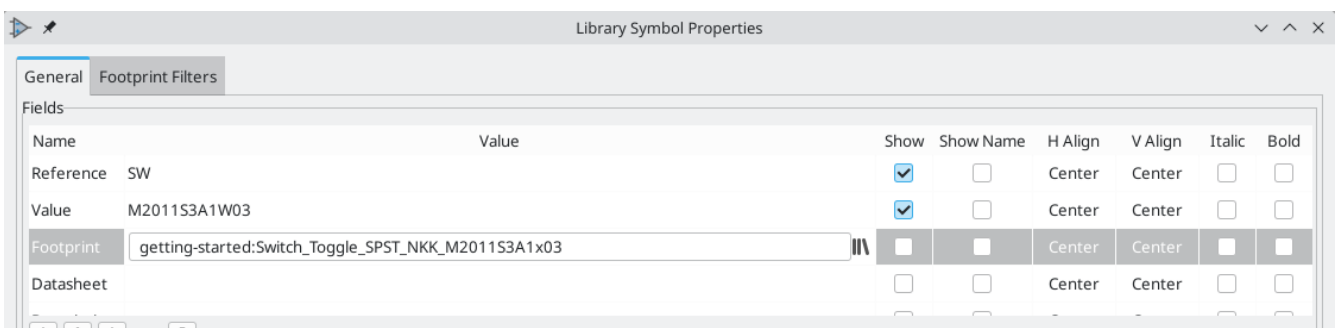 Library Symbol Properties
General Footprint Filters
Fields
Name Value Show Show Name H Align V Align Italic Bold
Reference SW Center Center
Value M2011S3A1W03 Center Center
Footprint getting-started:Switch_Toggle_SPST_NKK_M2011S3A1x03 Center Center
Datasheet Center Center